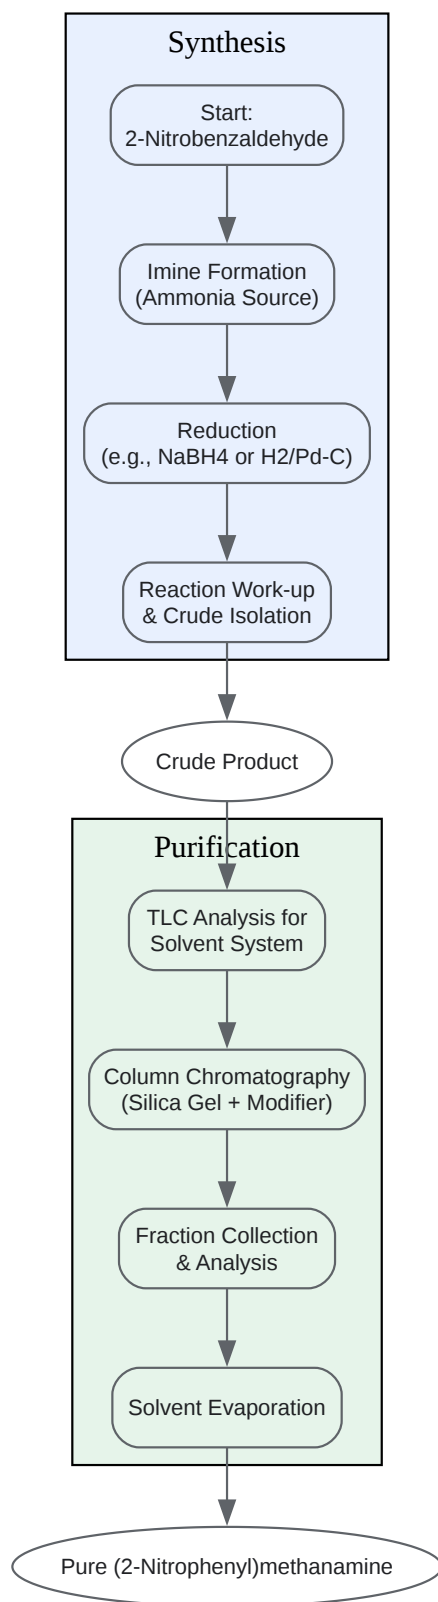 Synthesis
Start:
2-Nitrobenzaldehyde
Imine Formation
(Ammonia Source)
Reduction
(e.g., NaBH4 or H2/Pd-C)
Reaction Work-up
& Crude Isolation
Crude Product
Purification
TLC Analysis for
Solvent System
Column Chromatography
(Silica Gel + Modifier)
Fraction Collection
& Analysis
Solvent Evaporation
Pure (2-Nitrophenyl)methanamine